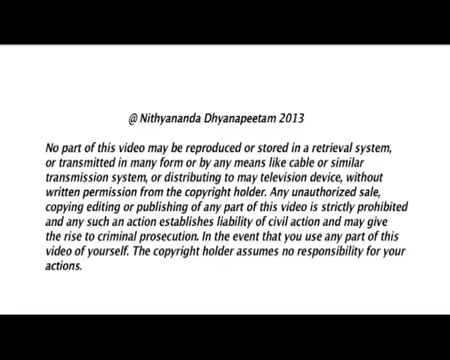 @ Nithyananda Dhyanapeetam 2013
No part of this video may be reproduced or stored in a retrieval system,
or transmitted in many form or by any means like cable or similar
transmission system, or distributing to may television device, without
written permission from the copyright holder. Any unauthorized sale,
copying editing or publishing of any part of this video is strictly prohibited
and any such an action establishes liability of civil action and may give
the rise to criminal prosecution. In the event that you use any part of this
video of yourself. The copyright holder assumes no responsibility for your
actions.